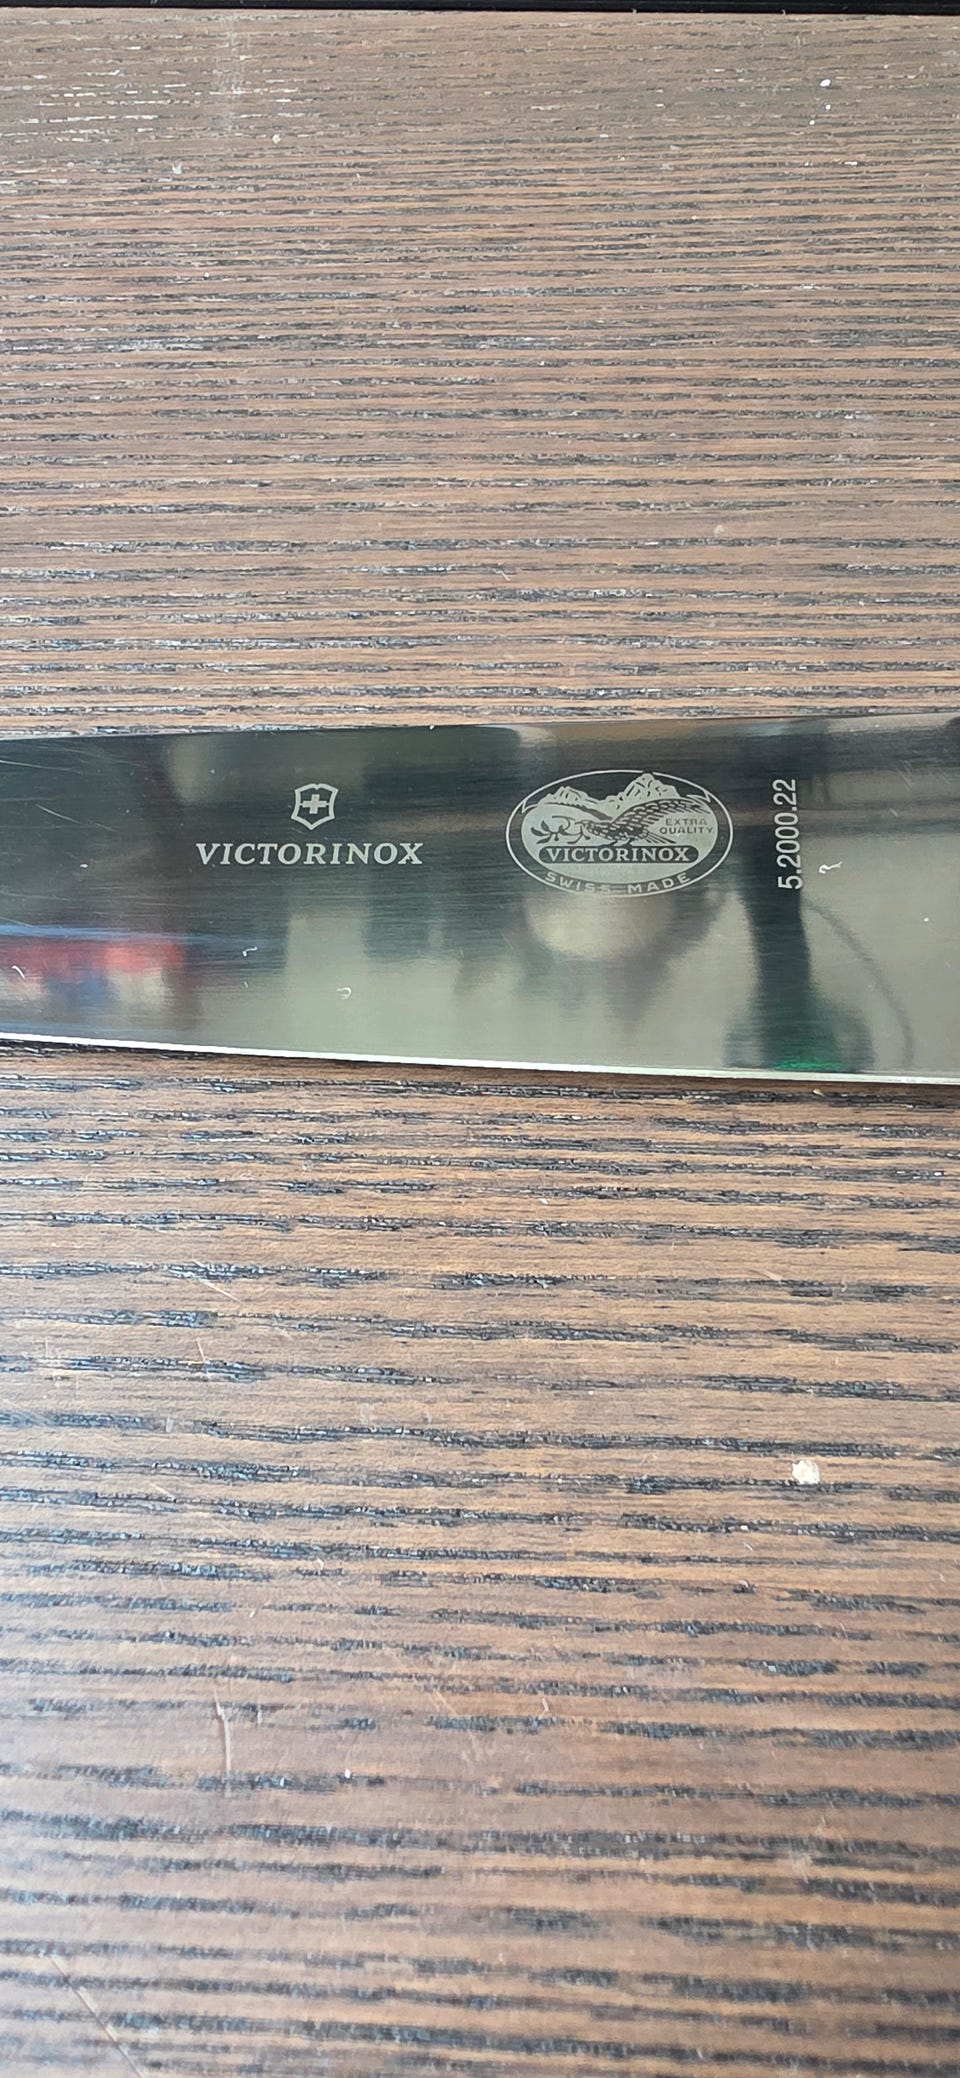 VICTORINOX
EXTRA
QUALITY
VICTORINOX
SWISS MADE
5.2000.22